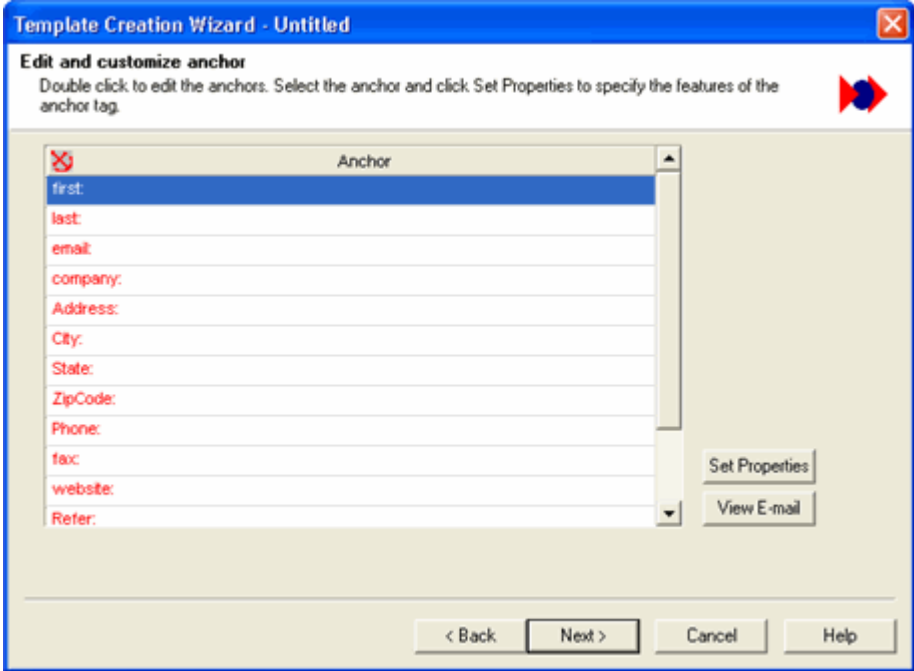 Template Creation Wizard - Untitled
Edit and customize anchor
Double click to edit the anchors. Select the anchor and click Set Properties to specify the features of the
anchor tag.
Anchor
first:
last:
email:
company:
Address:
City:
State:
ZipCode:
Phone:
fax:
website:
Refer:
Set Properties
View E-mail
< Back
Next >
Cancel
Help